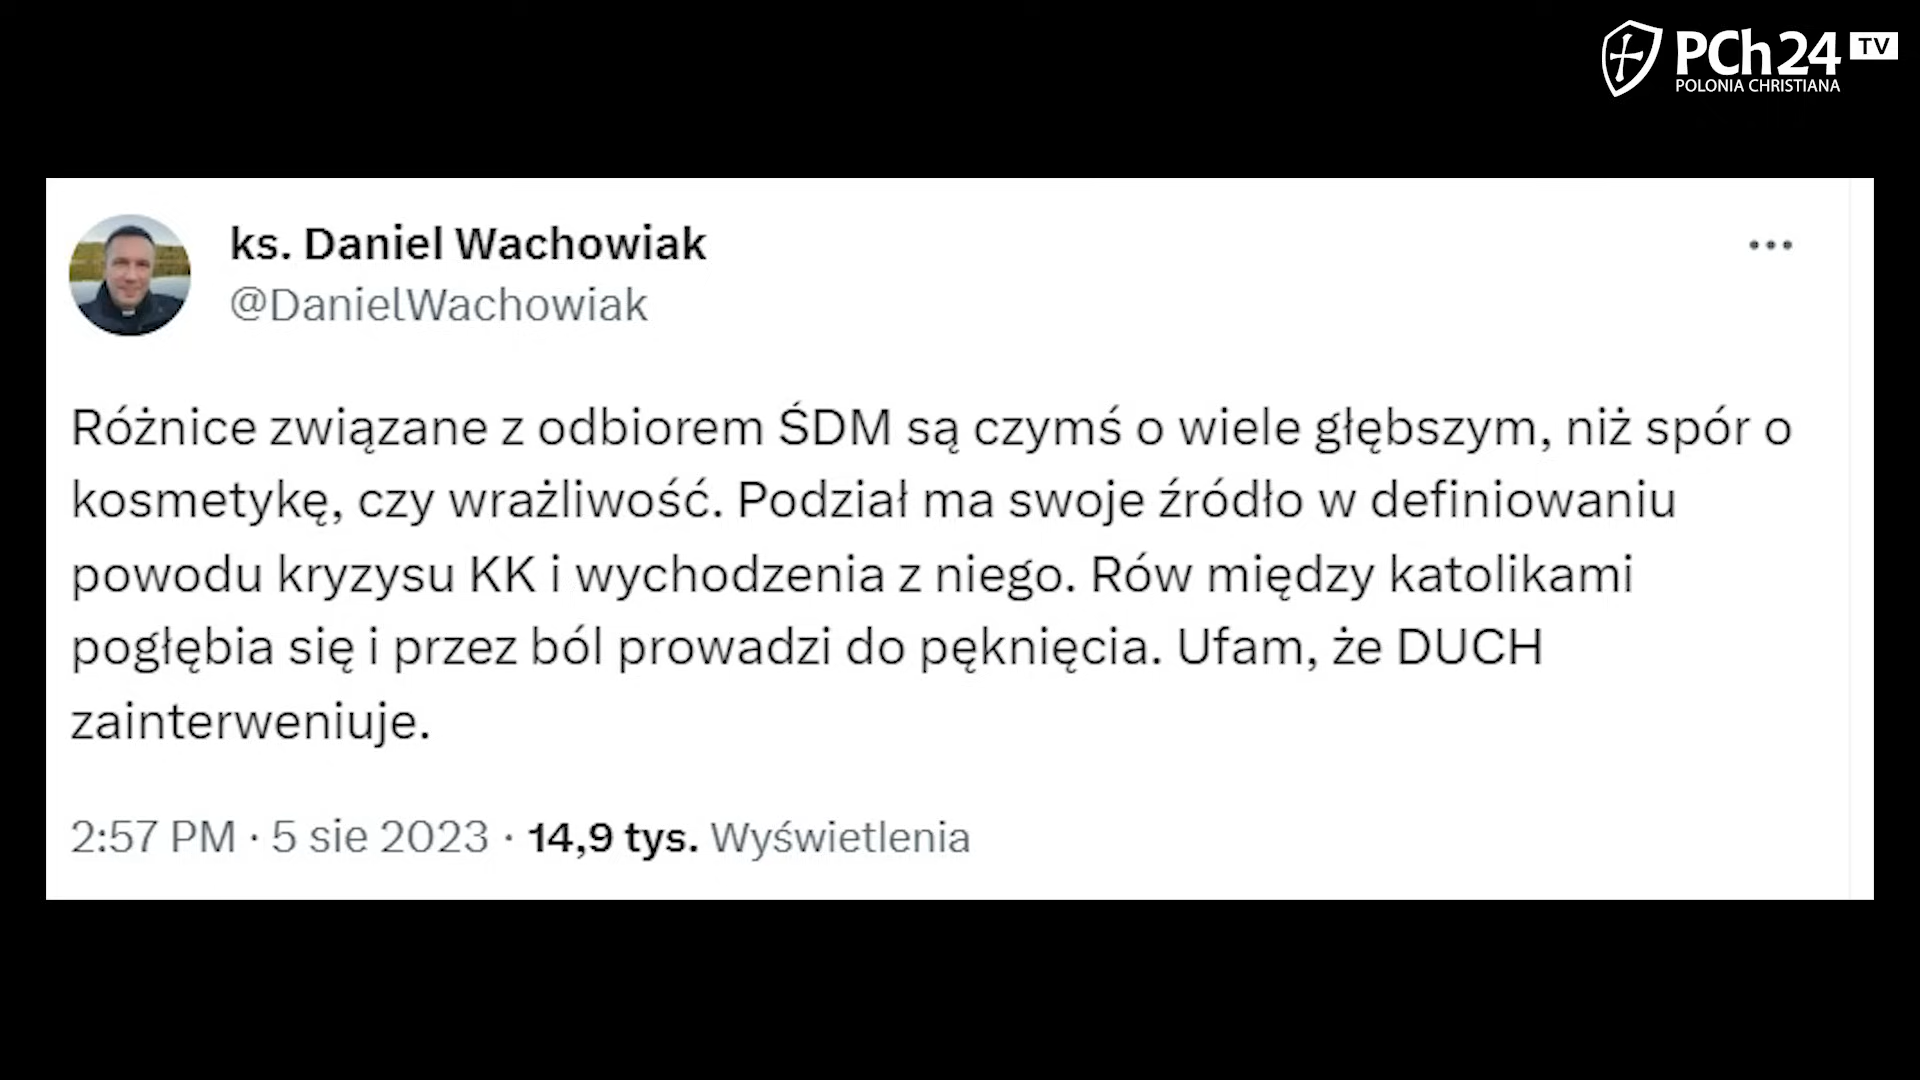 PCh24 TV
POLONIA CHRISTIANA
ks. Daniel Wachowiak
@DanielWachowiak
Różnice związane z odbiorem ŚDM są czymś o wiele głębszym, niż spór o
kosmetykę, czy wrażliwość. Podział ma swoje źródło w definiowaniu
powodu kryzysu KK i wychodzenia z niego. Rów między katolikami
pogłębia się i przez ból prowadzi do pęknięcia. Ufam, że DUCH
zainterweniuje.
2:57 PM · 5 sie 2023 · 14,9 tys. Wyświetlenia